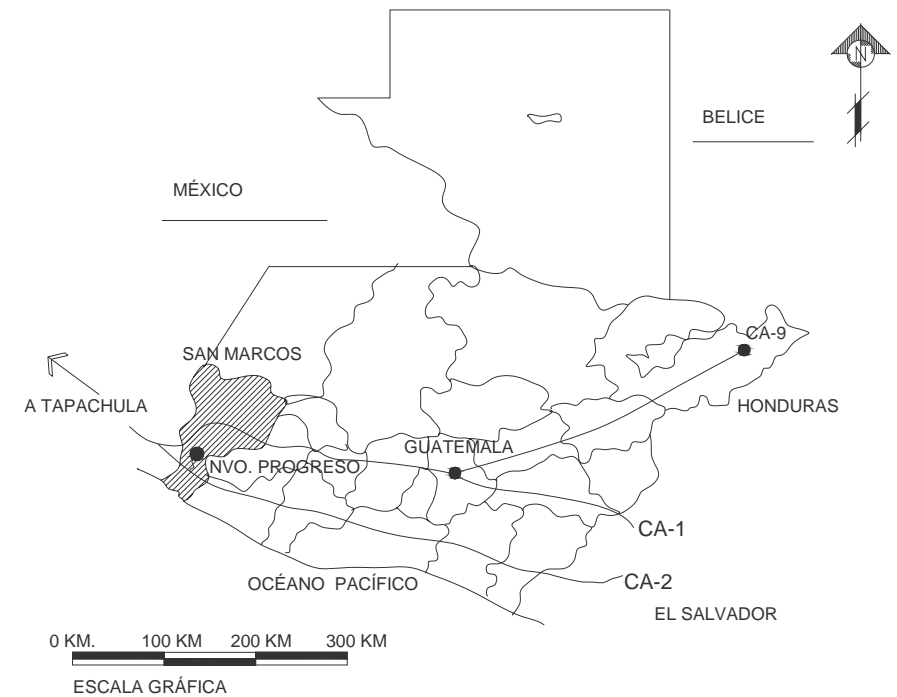 N
BELICE
MÉXICO
CA-9
SAN MARCOS
A TAPACHULA
HONDURAS
GUATEMALA
NVO. PROGRESO
CA-1
OCÉANO PACÍFICO
CA-2
EL SALVADOR
0 KM. 100 KM 200 KM 300 KM
ESCALA GRÁFICA